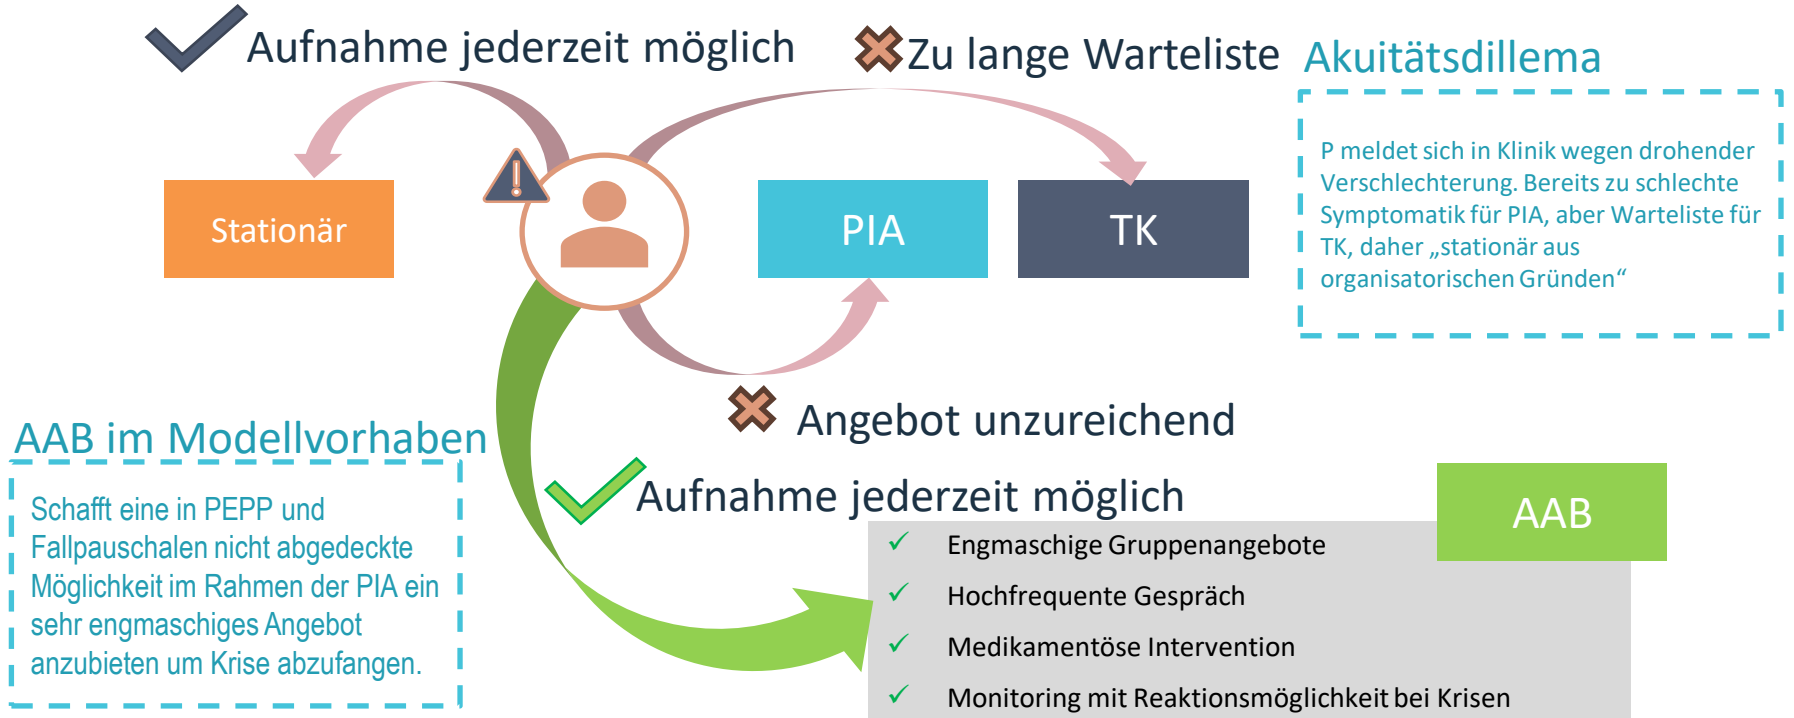 Aufnahme jederzeit möglich
Zu lange Warteliste
Akuitätsdillema
P meldet sich in Klinik wegen drohender
Verschlechterung. Bereits zu schlechte
Symptomatik für PIA, aber Warteliste für
TK, daher „stationär aus
organisatorischen Gründen“
Stationär
PIA
TK
Angebot unzureichend
AAB im Modellvorhaben
Schafft eine in PEPP und
Fallpauschalen nicht abgedeckte
Möglichkeit im Rahmen der PIA ein
sehr engmaschiges Angebot
anzubieten um Krise abzufangen.
Aufnahme jederzeit möglich
AAB
✓ Engmaschige Gruppenangebote
✓ Hochfrequente Gespräch
✓ Medikamentöse Intervention
✓ Monitoring mit Reaktionsmöglichkeit bei Krisen